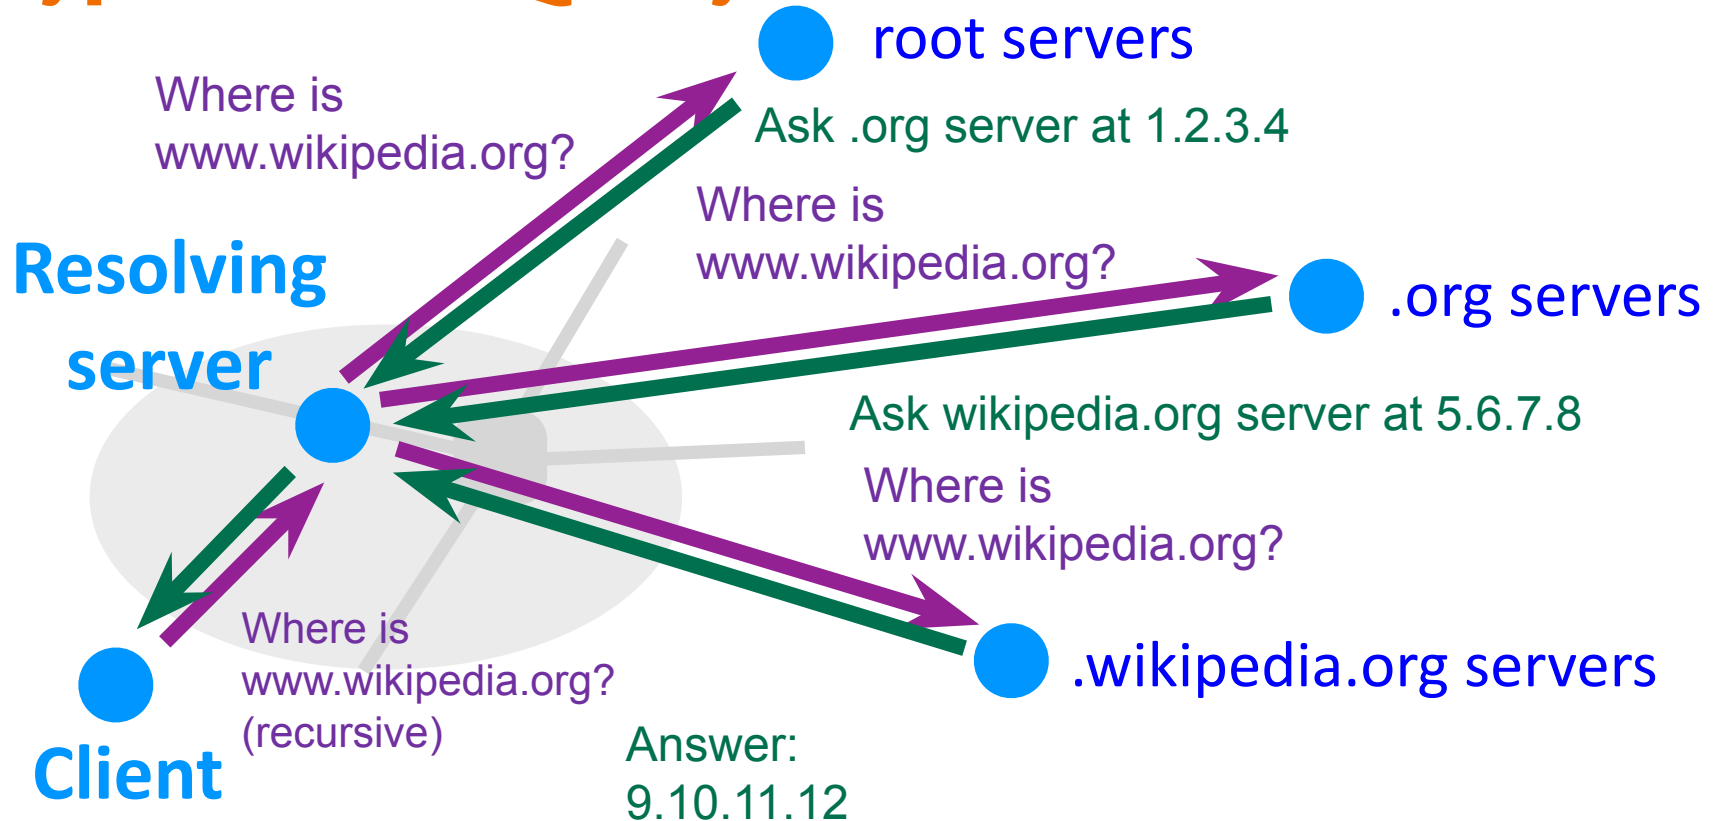 root servers
Where is
www.wikipedia.org?
Ask .org server at 1.2.3.4
Where is
www.wikipedia.org?
Resolving
server
.org servers
Ask wikipedia.org server at 5.6.7.8
Where is
www.wikipedia.org?
.wikipedia.org servers
Where is
www.wikipedia.org?
(recursive)
Client
Answer:
9.10.11.12